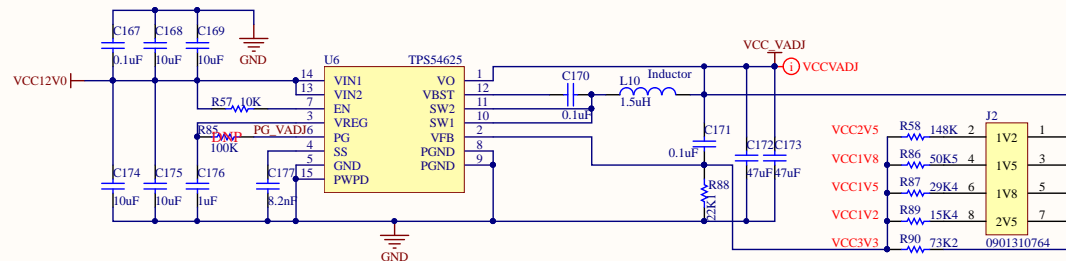 C167
C168
C169
0.1uF
10uF
10uF
GND
VCC12V0
U6
TPS54625
14
VIN1
VO
1
13
VIN2
VBST
12
7
EN
SW2
11
3
VREG
SW1
10
6
PG
VFB
2
4
SS
PGND
8
5
GND
PGND
9
15
PWPD
R57
10K
R85
DNP
PG_VADJ
100K
C174
C175
C176
C177
10uF
10uF
1uF
8.2nF
GND
C170
0.1uF
L10
Inductor
1.5uH
VCC_VADJ
i
VCCVADJ
C171
0.1uF
C172
C173
47uF
47uF
R88
22K1
J2
VCC2V5
R58
148K
2
1V2
1
VCC1V8
R86
50K5
4
1V5
3
VCC1V5
R87
29K4
6
1V8
5
VCC1V2
R89
15K4
8
2V5
7
VCC3V3
R90
73K2
0901310764